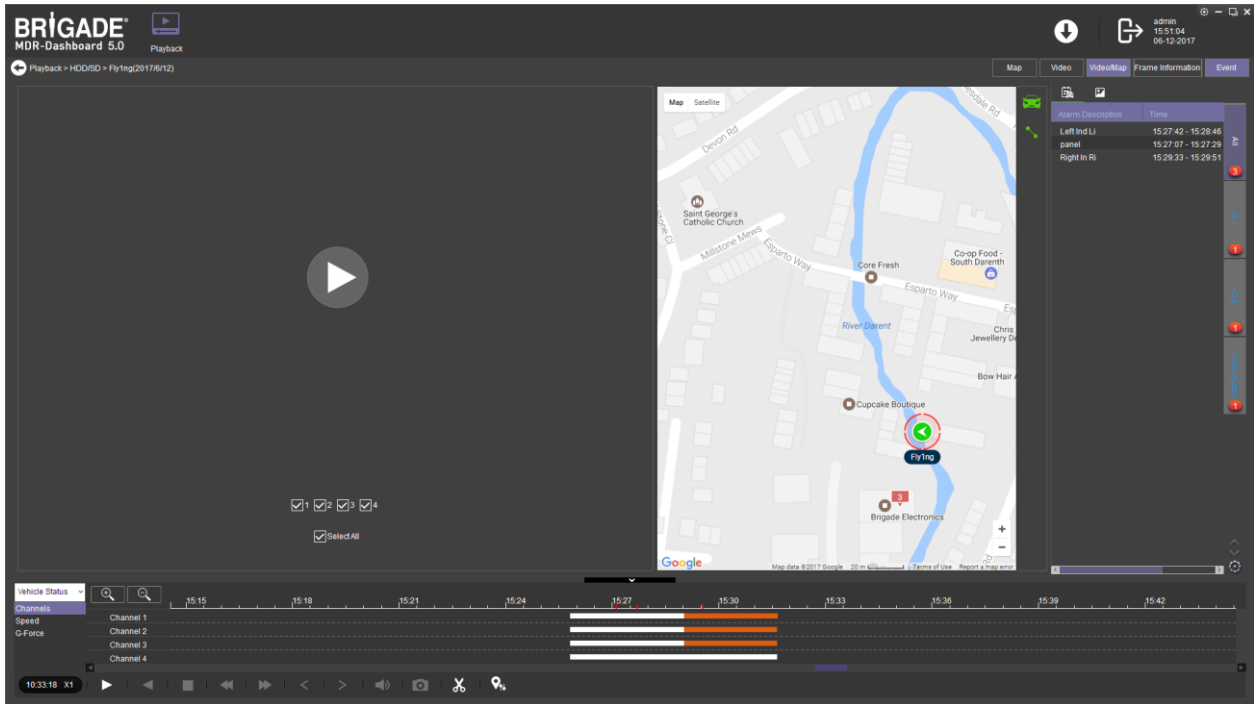 BRIGADE
MDR-Dashboard 5.0
Playback
admin
15:51:04
06-12-2017
Playback > HDD/SD > Fly1ng(2017/6/12)
Map Video Video/Map Frame Information Event
Map Satellite
Devon Rd
Saint George's
Catholic Church
Millstone Mews
Esparto Way
Core Fresh
Co-op Food -
South Darenth
Esparto Way
River Darent
Chris
Jewellery De
Bow Hair A
Cupcake Boutique
Fly1ng
3
Brigade Electronics
+
−
Google
Map data ©2017 Google 20 m Terms of Use Report a map error
Alarm Description Time
Left Ind Li 15:27:42 - 15:28:46
panel 15:27:07 - 15:27:29
Right In Ri 15:29:33 - 15:29:51
All
3
1
1
1
1 2 3 4
Select All
Vehicle Status
Channels
Speed
G-Force
15:15 15:18 15:21 15:24 15:27 15:30 15:33 15:36 15:39 15:42
Channel 1
Channel 2
Channel 3
Channel 4
10:33:18 X1